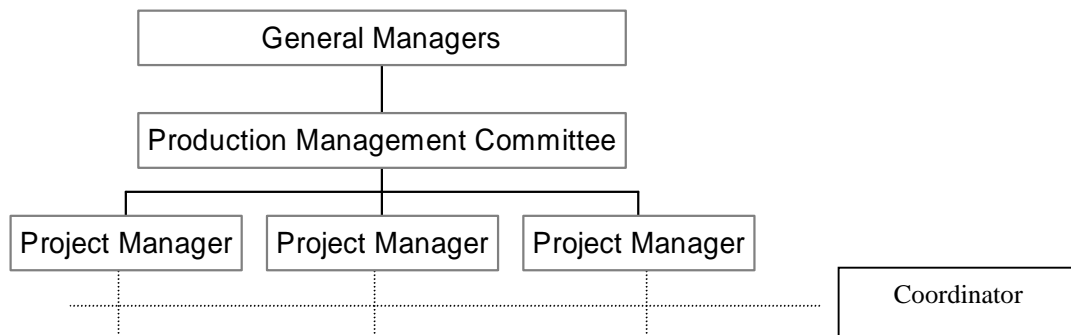 General Managers
Production Management Committee
Project Manager
Project Manager
Project Manager
Coordinator